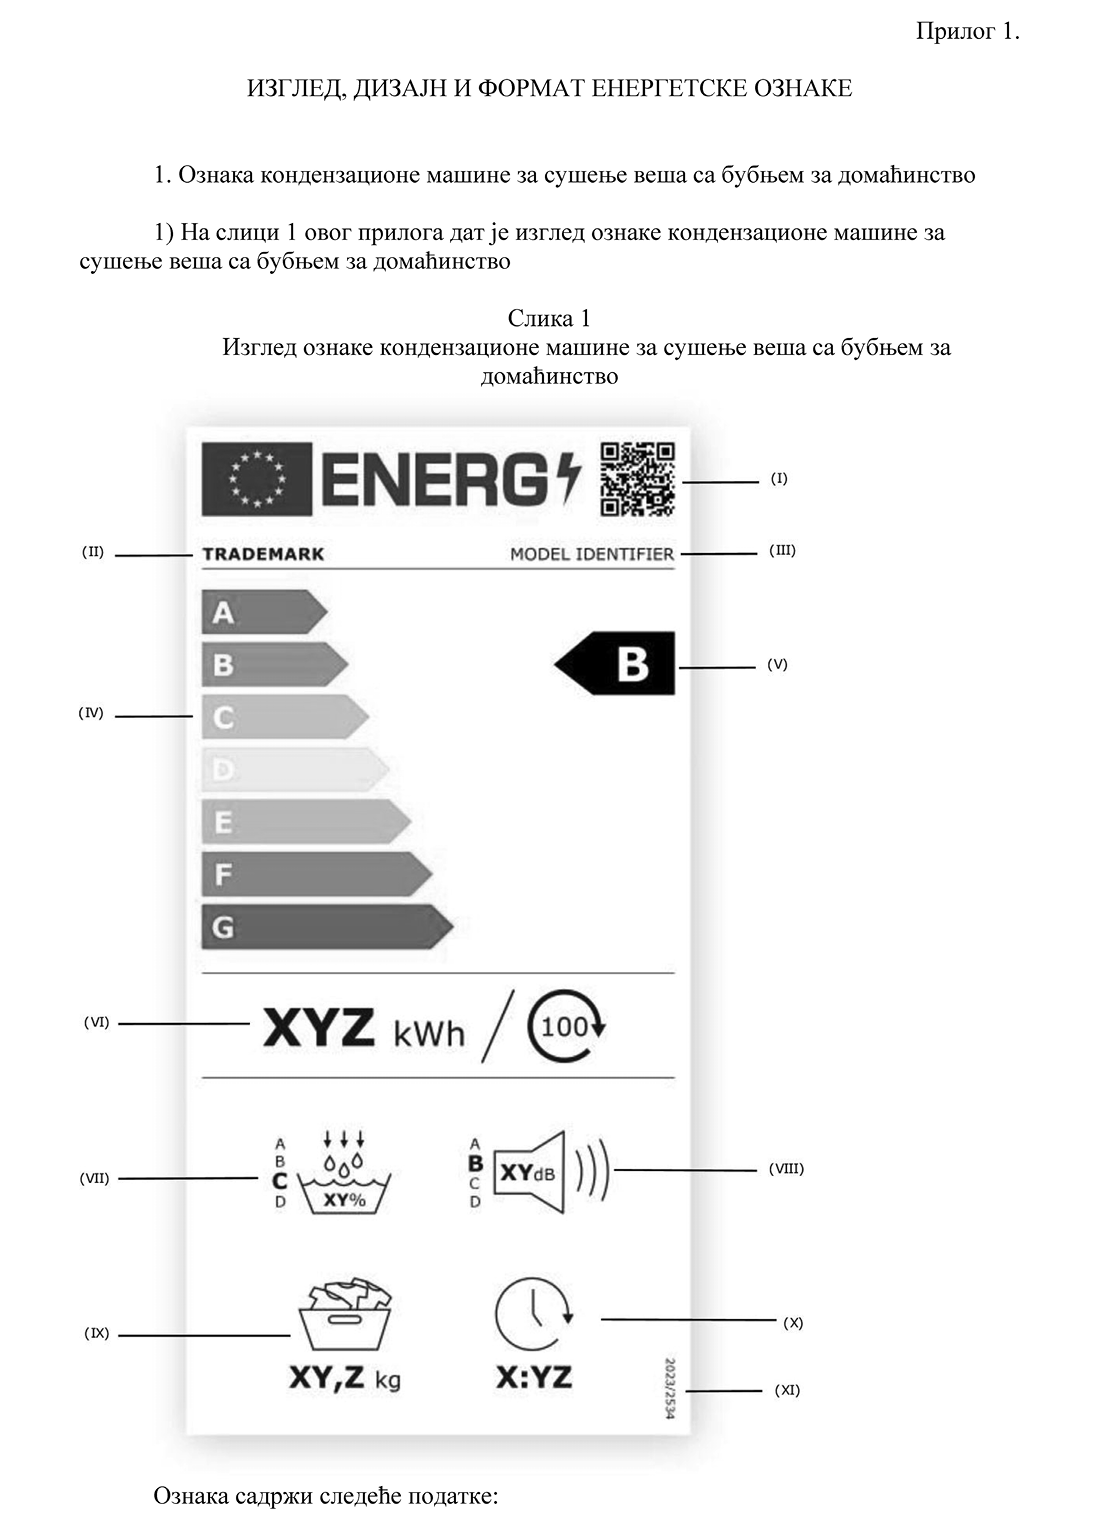 Прилог 1.
ИЗГЛЕД, ДИЗАЈН И ФОРМАТ ЕНЕРГЕТСКЕ ОЗНАКЕ
1. Ознака кондензационе машине за сушење веша са бубњем за домаћинство
1) На слици 1 овог прилога дат је изглед ознаке кондензационе машине за
сушење веша са бубњем за домаћинство
Слика 1
Изглед ознаке кондензационе машине за сушење веша са бубњем за
домаћинство
ENERG
(I)
(II)
TRADEMARK
MODEL IDENTIFIER
(III)
A
B
B
(V)
(IV)
C
D
E
F
G
(VI)
XYZ kWh / 100
(VII)
A
B
C
D
XY%
A
B
C
D
XYdB
(VIII)
(IX)
XY,Z kg
X:YZ
(X)
2023/2534
(XI)
Ознака садржи следеће податке: